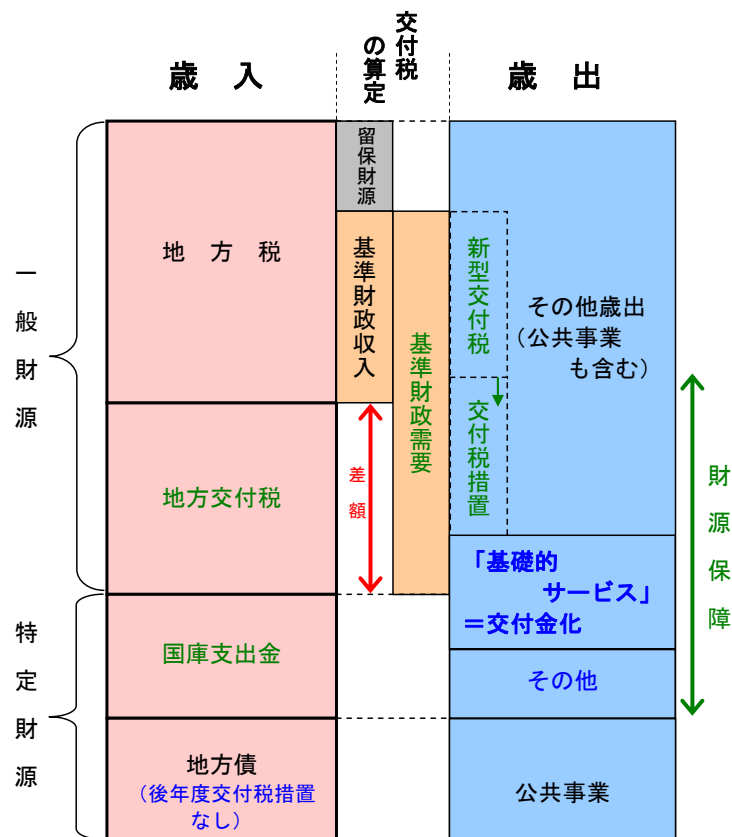 歳 入
交付税
の算定
歳 出
一般財源
特定財源
地 方 税
地方交付税
国庫支出金
地方債
(後年度交付税措置
なし)
留保財源
基準財政収入
差額
基準財政需要
新型交付税
交付税措置
その他歳出
(公共事業
も含む)
「基礎的
サービス」
＝交付金化
その他
公共事業
財源保障